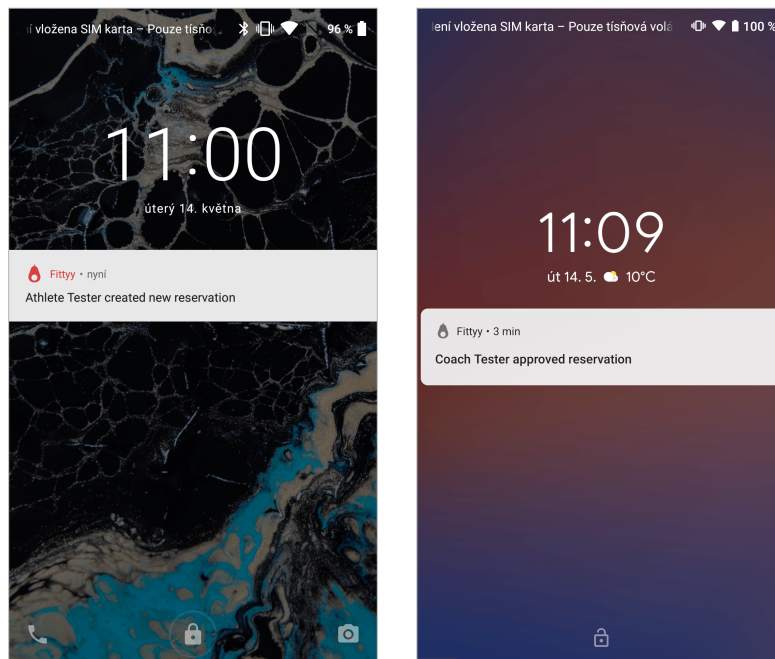 vložena SIM karta – Pouze tísňo
96 %
11:00
úterý 14. května
Fittyy • nyní
Athlete Tester created new reservation
ení vložena SIM karta – Pouze tísňová volá
100 %
11:09
út 14. 5. 10°C
Fittyy • 3 min
Coach Tester approved reservation